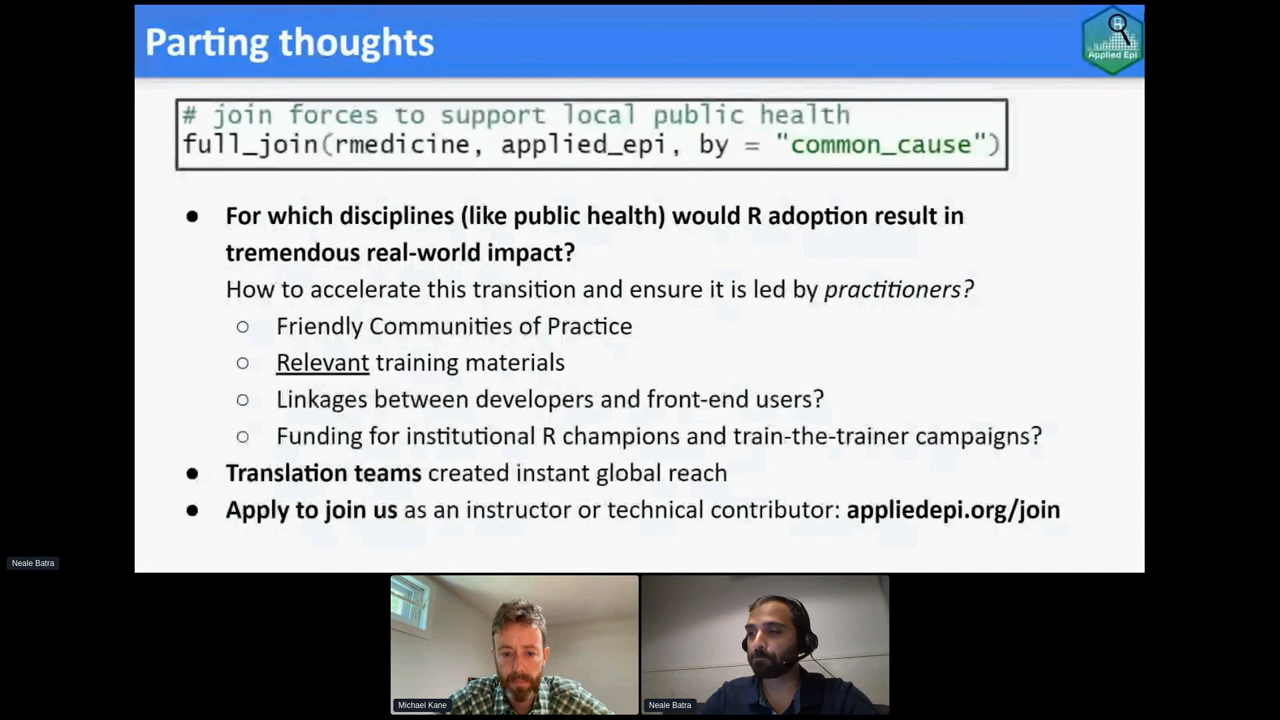 Parting thoughts
Applied Epi
# join forces to support local public health
full_join(rmedicine, applied_epi, by = "common_cause")
● For which disciplines (like public health) would R adoption result in
tremendous real-world impact?
How to accelerate this transition and ensure it is led by practitioners?
○ Friendly Communities of Practice
○ Relevant training materials
○ Linkages between developers and front-end users?
○ Funding for institutional R champions and train-the-trainer campaigns?
● Translation teams created instant global reach
● Apply to join us as an instructor or technical contributor: appliedepi.org/join
Neale Batra
Michael Kane
Neale Batra